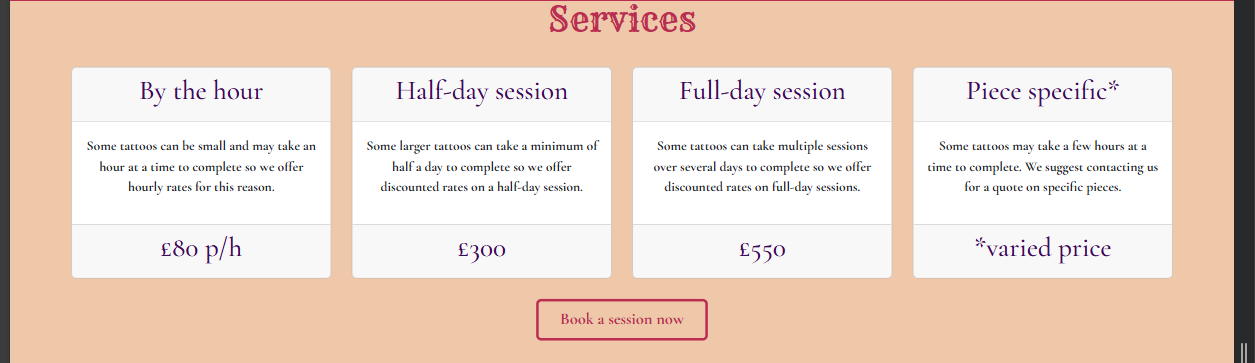 Services
By the hour
Some tattoos can be small and may take an
hour at a time to complete so we offer
hourly rates for this reason.
£80 p/h
Half-day session
Some larger tattoos can take a minimum of
half a day to complete so we offer
discounted rates on a half-day session.
£300
Full-day session
Some tattoos can take multiple sessions
over several days to complete so we offer
discounted rates on full-day sessions.
£550
Piece specific*
Some tattoos may take a few hours at a
time to complete. We suggest contacting us
for a quote on specific pieces.
*varied price
Book a session now